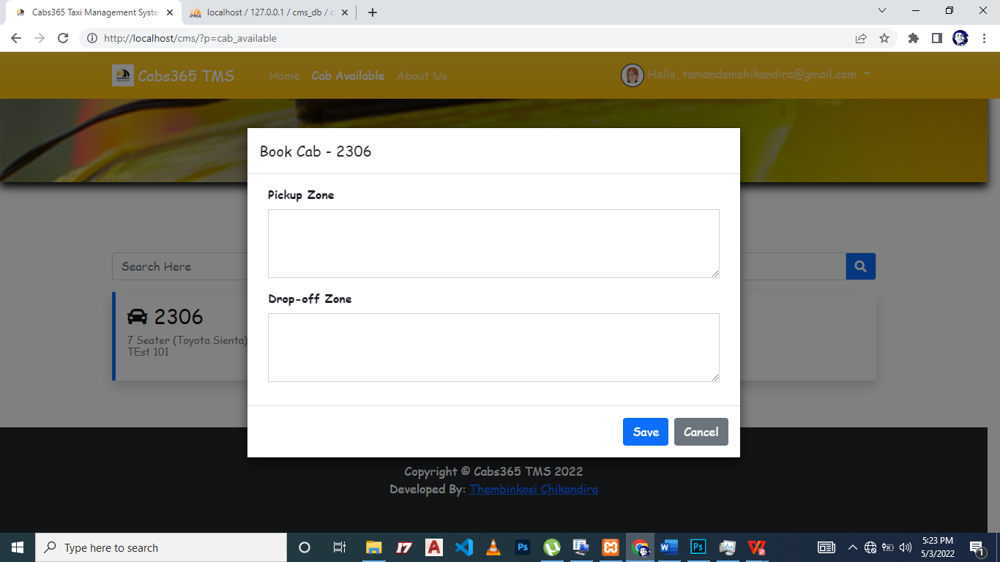 Cabs365 Taxi Management Syste
localhost / 127.0.0.1 / cms_db / c
http://localhost/cms/?p=cab_available
Cabs365 TMS
Home
Cab Available
About Us
Hello, tamandanichikandira@gmail.com
Book Cab - 2306
Pickup Zone
Search Here
Drop-off Zone
2306
7 Seater (Toyota Sienta)
TEst 101
Save
Cancel
Copyright © Cabs365 TMS 2022
Developed By: Thembinkosi Chikandira
Type here to search
5:23 PM
5/3/2022
1